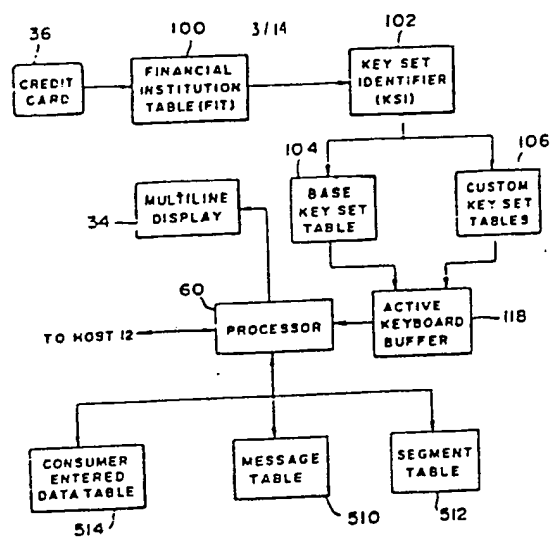 36
100
3/14
102
CREDIT
CARD
FINANCIAL
INSTITUTION
TABLE (FIT)
KEY SET
IDENTIFIER
(KSI)
104
106
MULTILINE
DISPLAY
34
BASE
KEY SET
TABLE
CUSTOM
KEY SET
TABLES
60
TO HOST 12
PROCESSOR
ACTIVE
KEYBOARD
BUFFER
118
CONSUMER
ENTERED
DATA TABLE
514
MESSAGE
TABLE
510
SEGMENT
TABLE
512